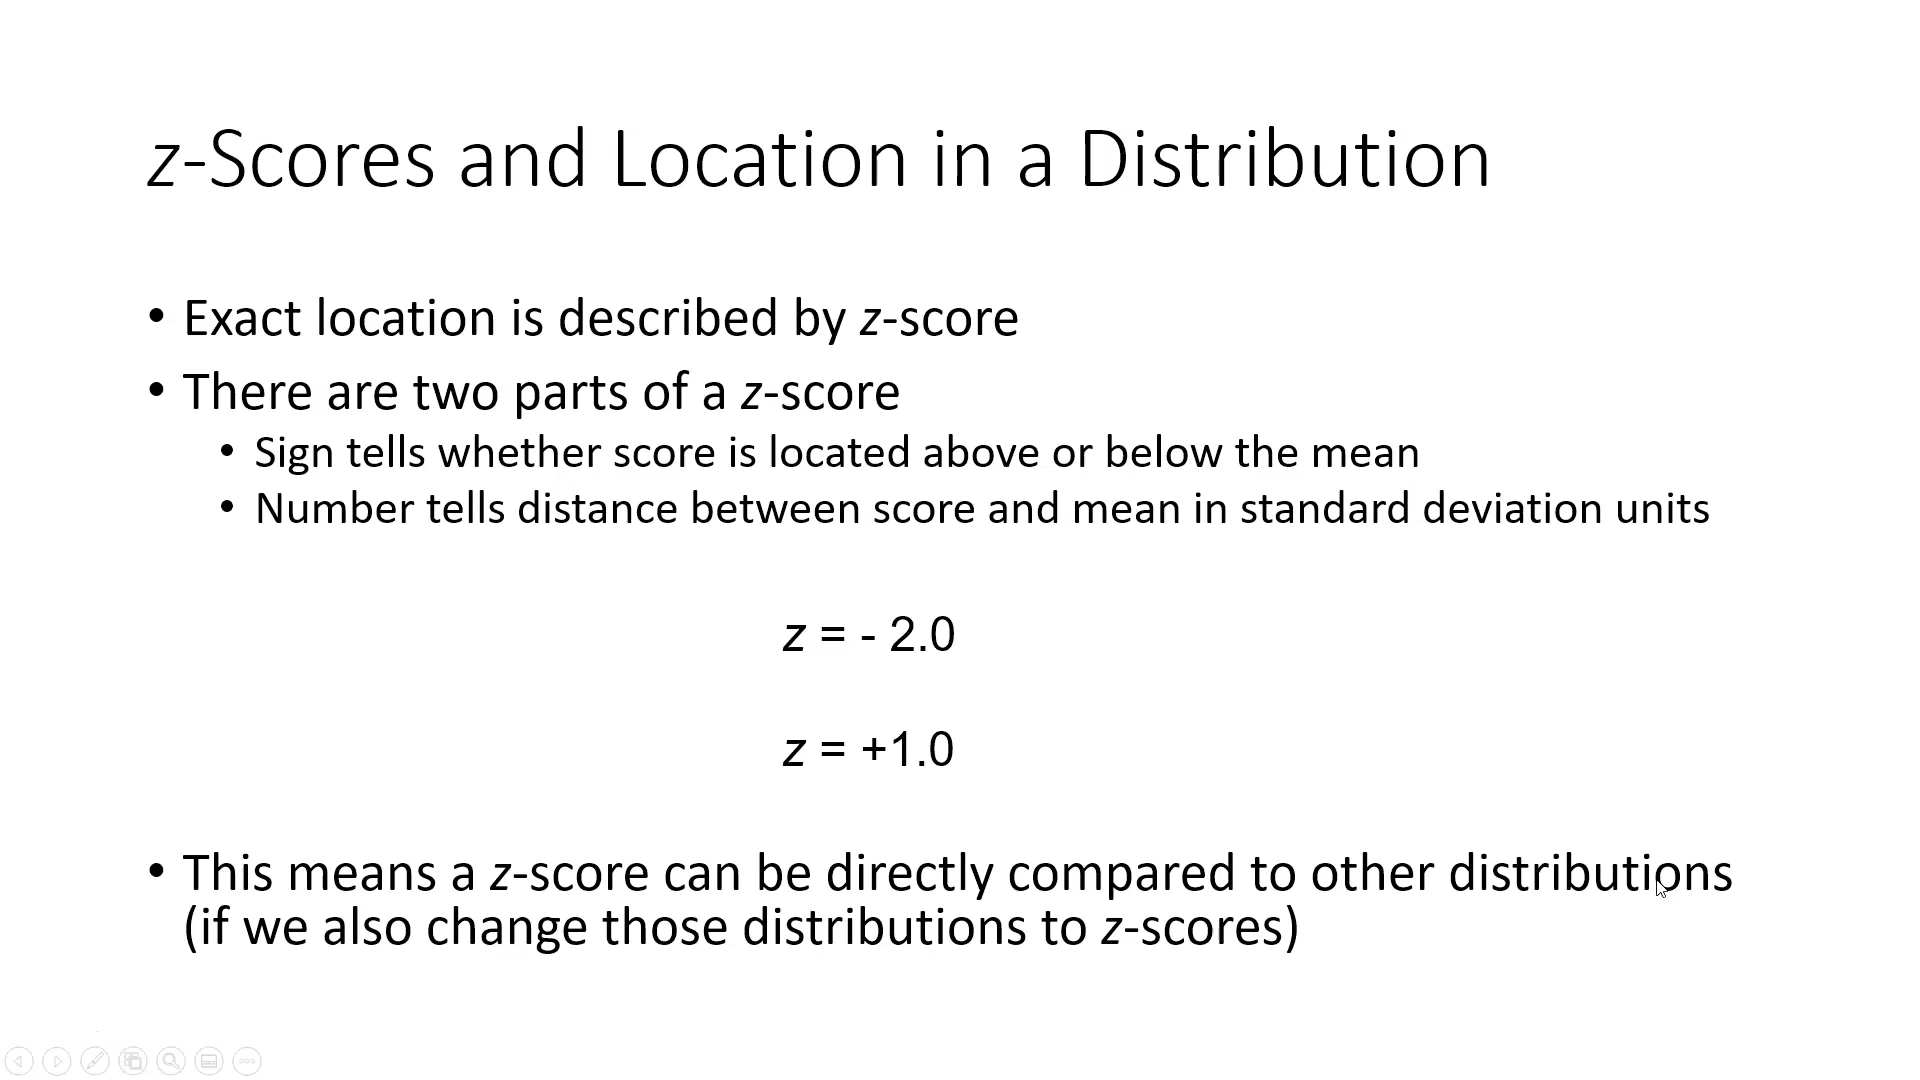 z-Scores and Location in a Distribution
• Exact location is described by z-score
• There are two parts of a z-score
• Sign tells whether score is located above or below the mean
• Number tells distance between score and mean in standard deviation units
z = - 2.0
z = +1.0
• This means a z-score can be directly compared to other distributions
(if we also change those distributions to z-scores)